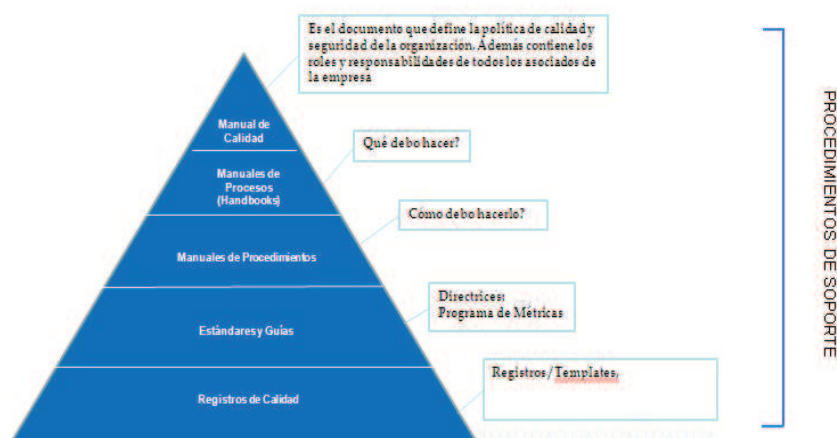 Es el documento que define la política de calidad y
seguridad de la organización. Además contiene los
roles y responsabilidades de todos los asociados de
la empresa
Manual de
Calidad
Qué debo hacer?
Manuales de
Procesos
(Handbooks)
Cómo debo hacerlo?
Manuales de Procedimientos
Directrices:
Programa de Métricas
Estándares y Guías
Registros/Templates,
Registros de Calidad
PROCEDIMIENTOS DE SOPORTE